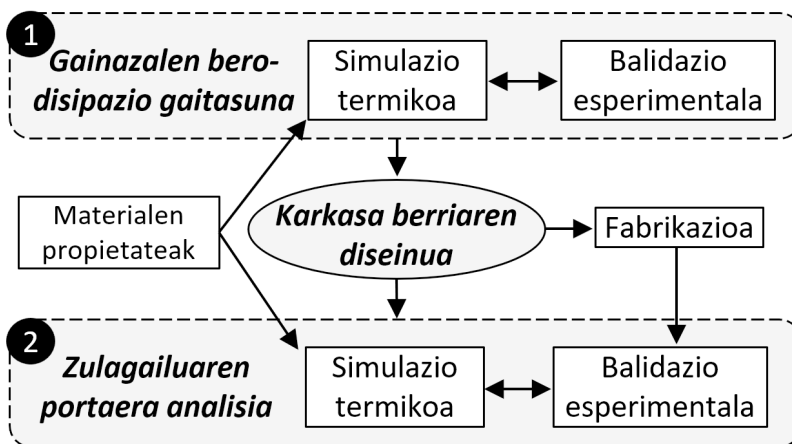 1
Gainazalen bero-
disipazio gaitasuna
Simulazio
termikoa
Balidazio
esperimentala
Materialen
propietateak
Karkasa berriaren
diseinua
Fabrikazioa
2
Zulagailuaren
portaera analisia
Simulazio
termikoa
Balidazio
esperimentala